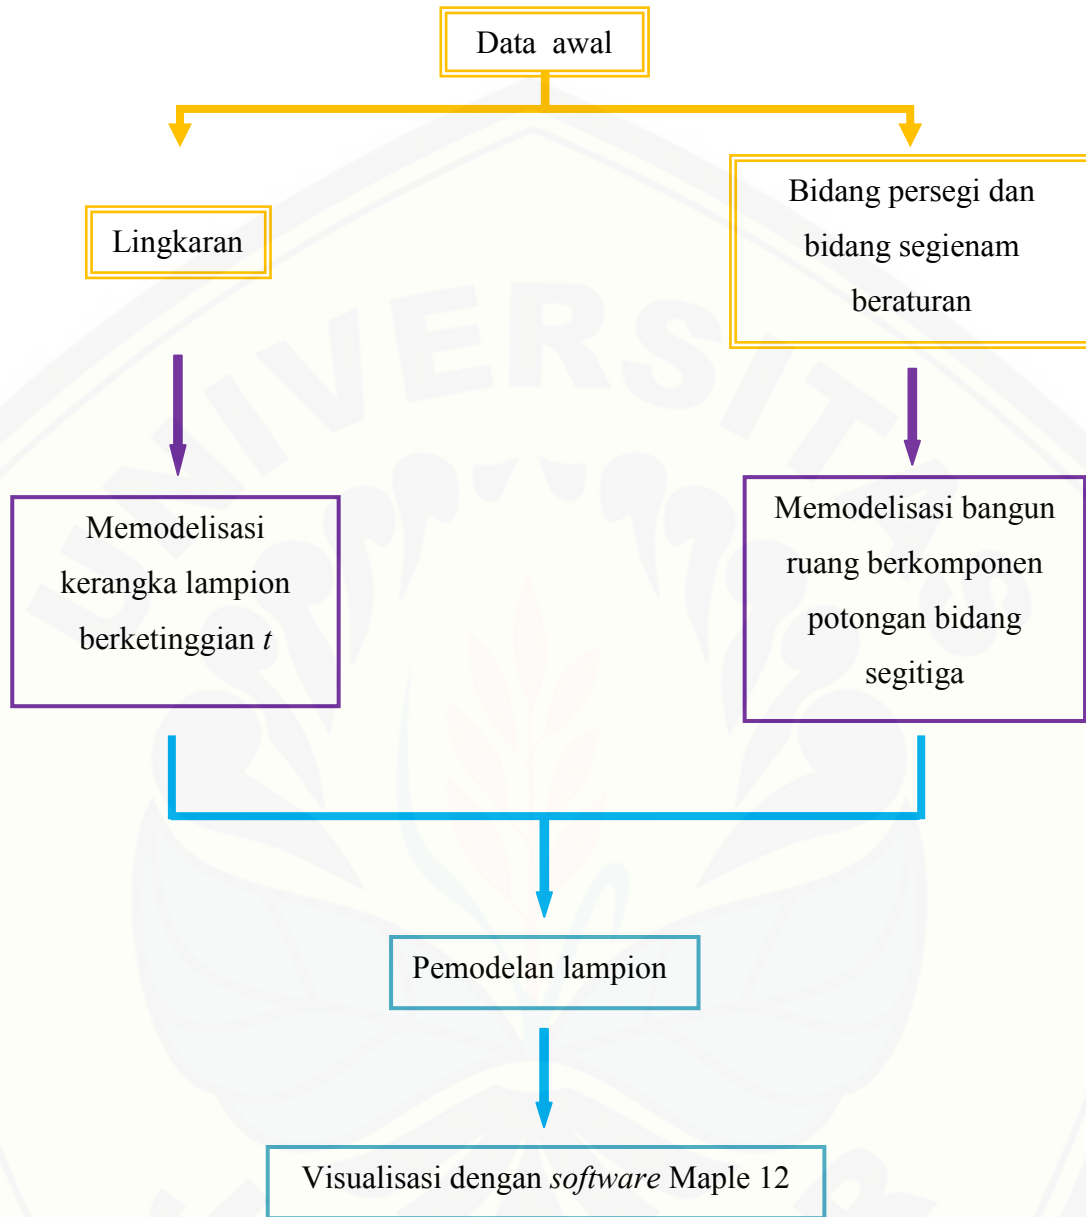 Data awal
Lingkaran
Bidang persegi dan
bidang segienam
beraturan
Memodelisasi
kerangka lampion
berketinggian t
Memodelisasi bangun
ruang berkomponen
potongan bidang
segitiga
Pemodelan lampion
Visualisasi dengan software Maple 12
UNIVERSITAS